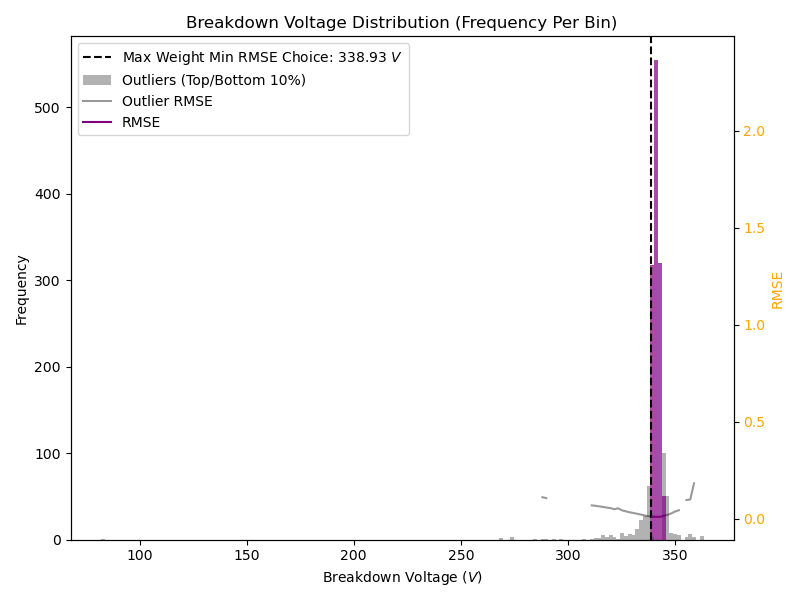 Breakdown Voltage Distribution (Frequency Per Bin)
Max Weight Min RMSE Choice: 338.93 V
Outliers (Top/Bottom 10%)
Outlier RMSE
RMSE
Frequency
500
400
300
200
100
0
2.0
1.5
1.0
0.5
0.0
RMSE
100 150 200 250 300 350
Breakdown Voltage (V)